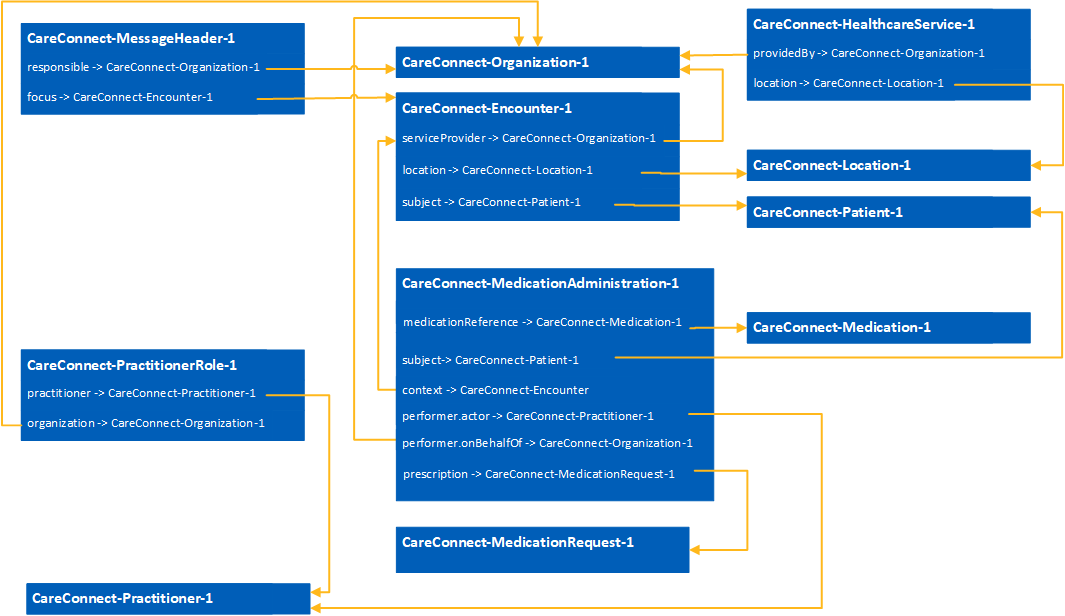 CareConnect-MessageHeader-1
responsible -> CareConnect-Organization-1
focus -> CareConnect-Encounter-1
CareConnect-Organization-1
CareConnect-HealthcareService-1
providedBy -> CareConnect-Organization-1
location -> CareConnect-Location-1
CareConnect-Encounter-1
serviceProvider -> CareConnect-Organization-1
location -> CareConnect-Location-1
subject -> CareConnect-Patient-1
CareConnect-Location-1
CareConnect-Patient-1
CareConnect-MedicationAdministration-1
medicationReference -> CareConnect-Medication-1
subject-> CareConnect-Patient-1
context -> CareConnect-Encounter
performer.actor -> CareConnect-Practitioner-1
performer.onBehalfOf -> CareConnect-Organization-1
prescription -> CareConnect-MedicationRequest-1
CareConnect-Medication-1
CareConnect-PractitionerRole-1
practitioner -> CareConnect-Practitioner-1
organization -> CareConnect-Organization-1
CareConnect-MedicationRequest-1
CareConnect-Practitioner-1